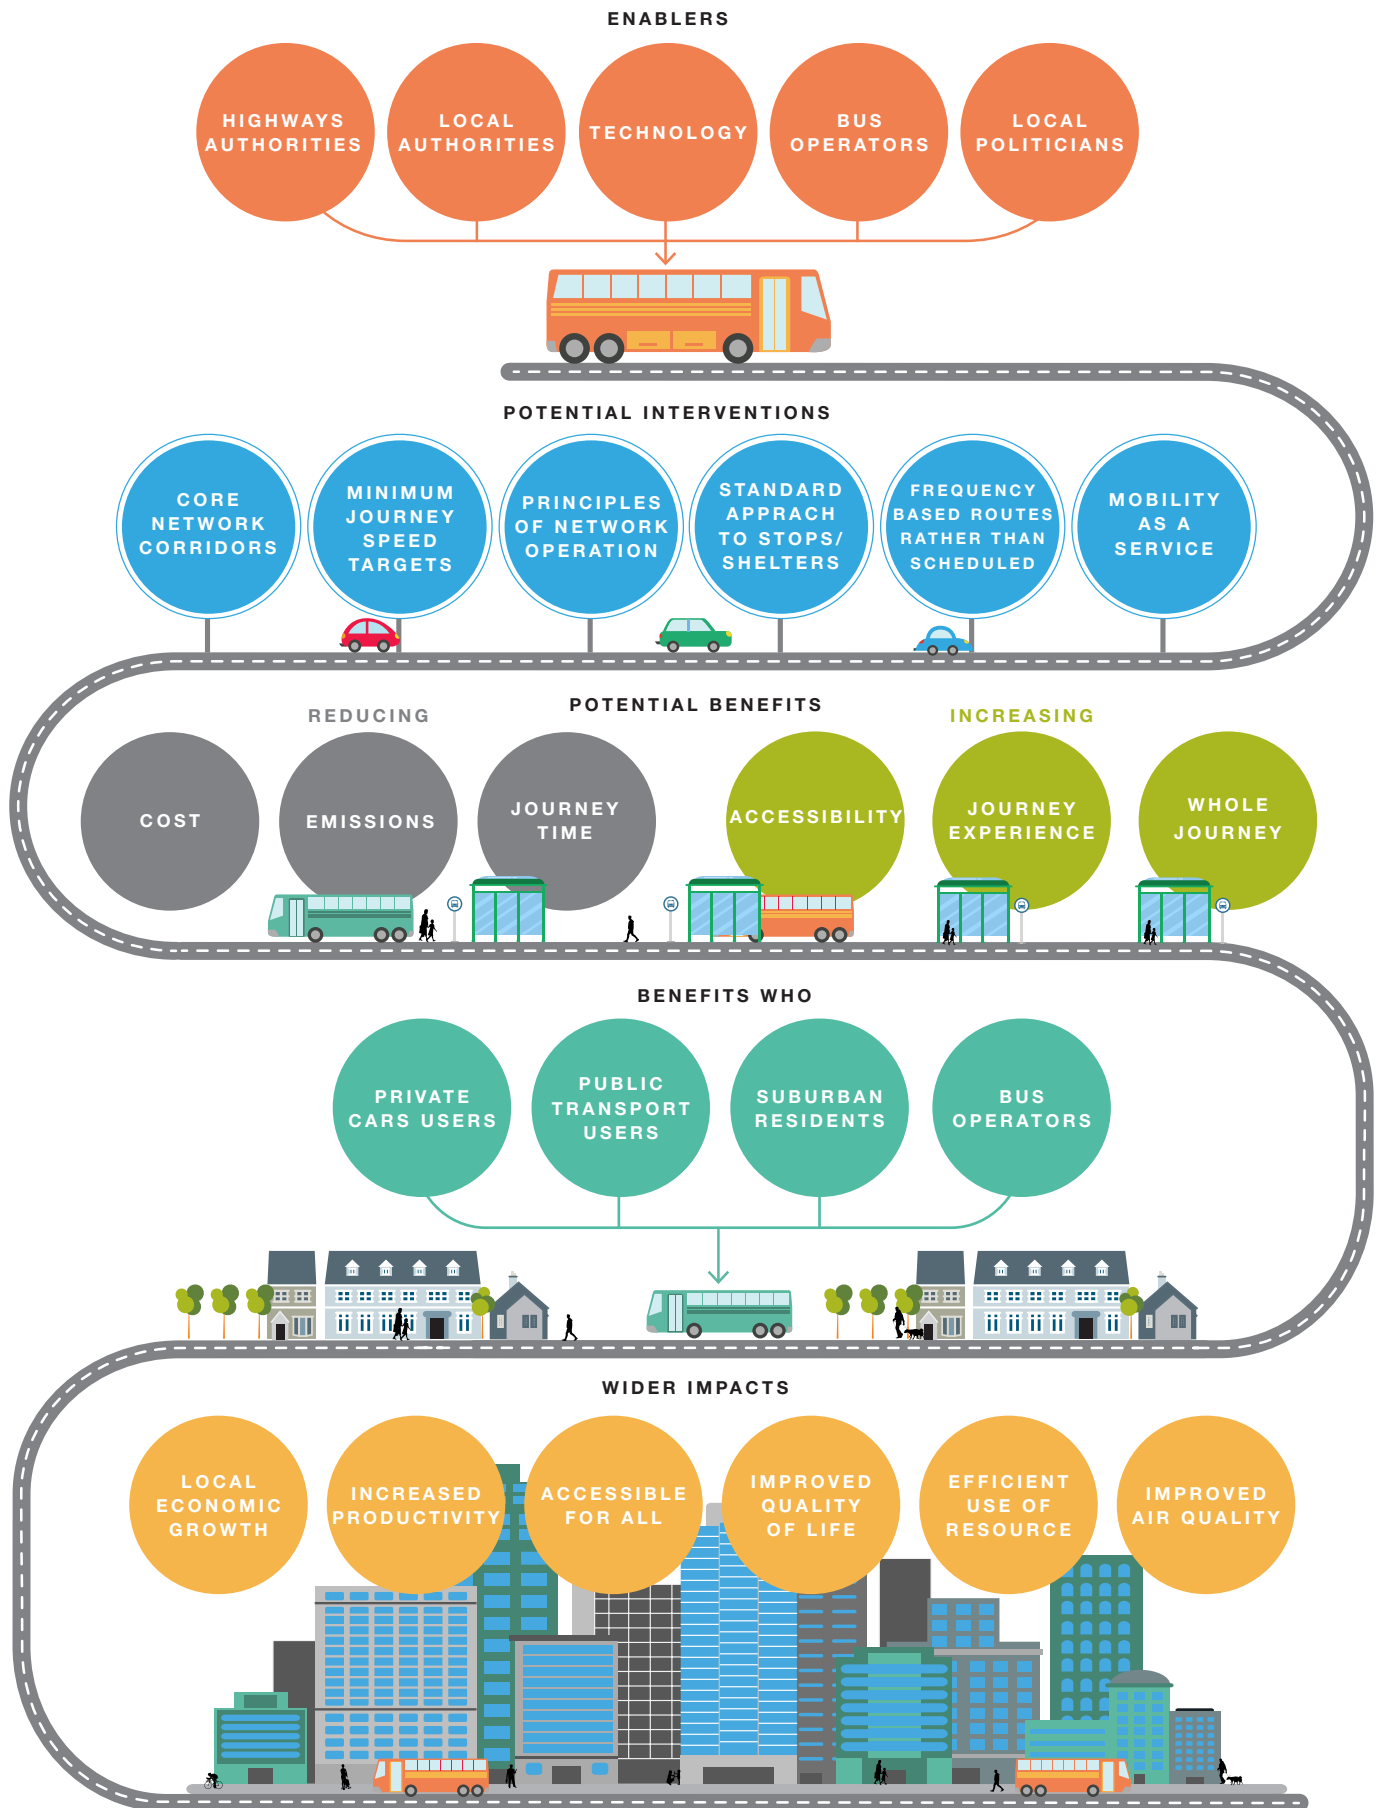 ENABLERS
HIGHWAYS
AUTHORITIES
LOCAL
AUTHORITIES
TECHNOLOGY
BUS
OPERATORS
LOCAL
POLITICIANS
POTENTIAL INTERVENTIONS
CORE
NETWORK
CORRIDORS
MINIMUM
JOURNEY
SPEED
TARGETS
PRINCIPLES
OF NETWORK
OPERATION
STANDARD
APPRACH
TO STOPS/
SHELTERS
FREQUENCY
BASED ROUTES
RATHER THAN
SCHEDULED
MOBILITY
AS A
SERVICE
POTENTIAL BENEFITS
REDUCING
INCREASING
COST
EMISSIONS
JOURNEY
TIME
ACCESSIBILITY
JOURNEY
EXPERIENCE
WHOLE
JOURNEY
BENEFITS WHO
PRIVATE
CARS USERS
PUBLIC
TRANSPORT
USERS
SUBURBAN
RESIDENTS
BUS
OPERATORS
WIDER IMPACTS
LOCAL
ECONOMIC
GROWTH
INCREASED
PRODUCTIVITY
ACCESSIBLE
FOR ALL
IMPROVED
QUALITY
OF LIFE
EFFICIENT
USE OF
RESOURCE
IMPROVED
AIR QUALITY